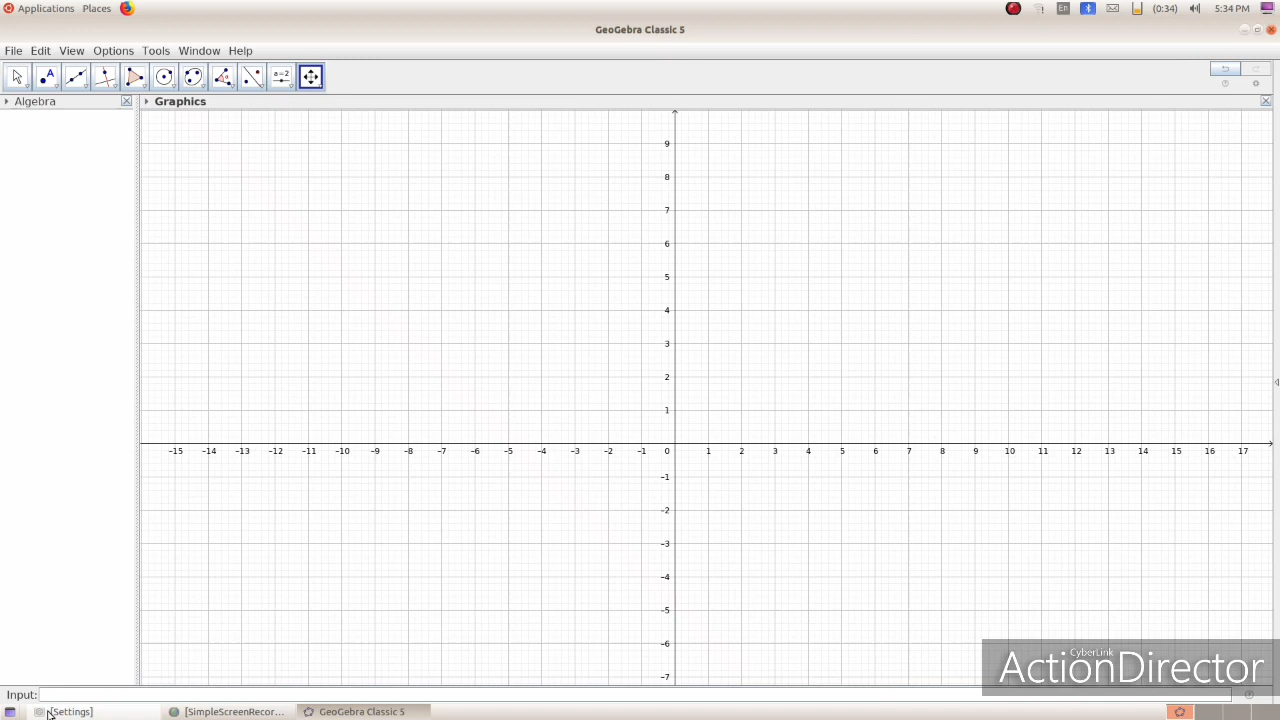 Applications Places En (0:34) 5:34 PM
GeoGebra Classic 5
File Edit View Options Tools Window Help
A a=2
Algebra Graphics
9
8
7
6
5
4
3
2
1
-15 -14 -13 -12 -11 -10 -9 -8 -7 -6 -5 -4 -3 -2 -1 0 1 2 3 4 5 6 7 8 9 10 11 12 13 14 15 16 17
-1
-2
-3
-4
-5
-6
-7
CyberLink
ActionDirector
Input:
[Settings] [SimpleScreenRecor... GeoGebra Classic 5